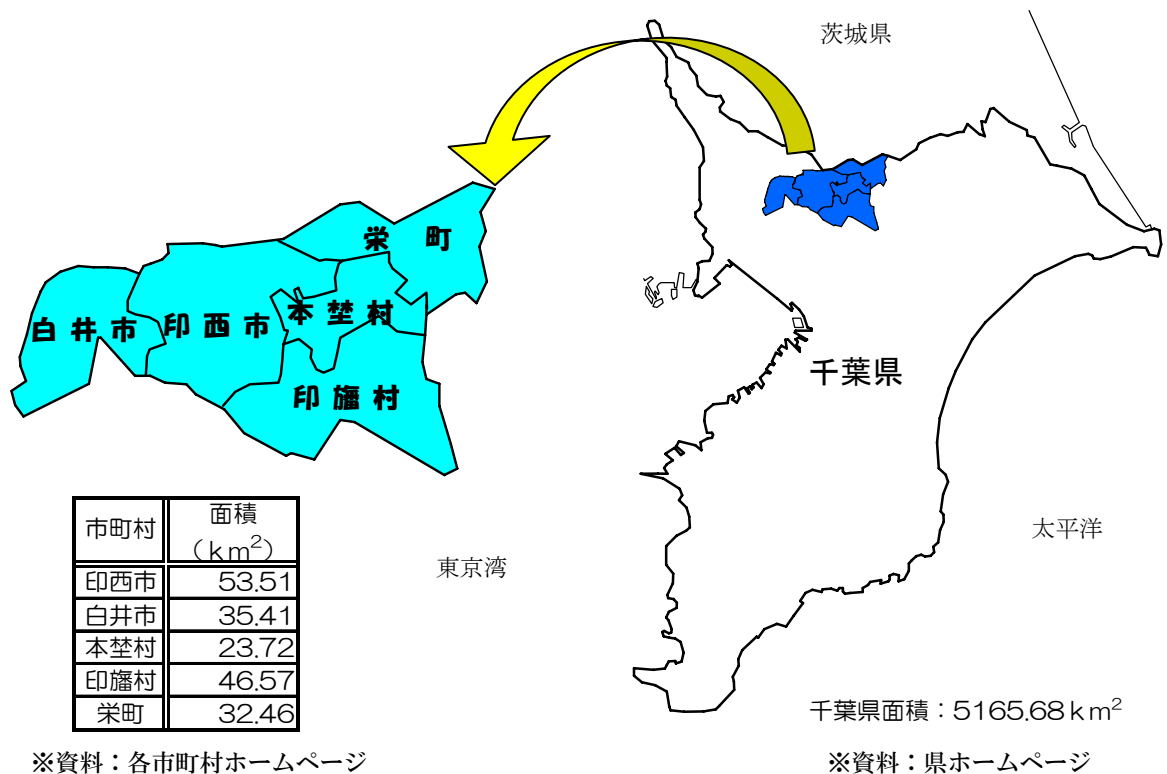 茨城県
栄 町
本埜村
白井市
印西市
印旛村
千葉県
市町村 面積（km²）
印西市 53.51
白井市 35.41
本埜村 23.72
印旛村 46.57
栄町 32.46
東京湾
太平洋
千葉県面積：5165.68km²
※資料：各市町村ホームページ
※資料：県ホームページ